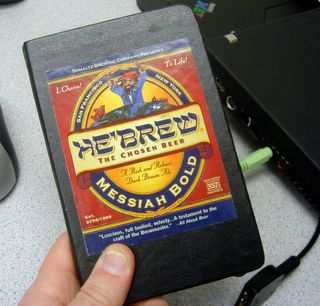 SHMALTZ BREWING COMPANY PRESENTS
L'Chaim!
To Life!
SAN FRANCISCO
NEW YORK
HE'BREW
THE CHOSEN BEER
A Rich and Robust
Dark Brown Ale
MESSIAH BOLD
Est.
5756/1996
"Luscious, full bodied, velvety...A testament to the
craft of the Brewmaster."
All About Beer